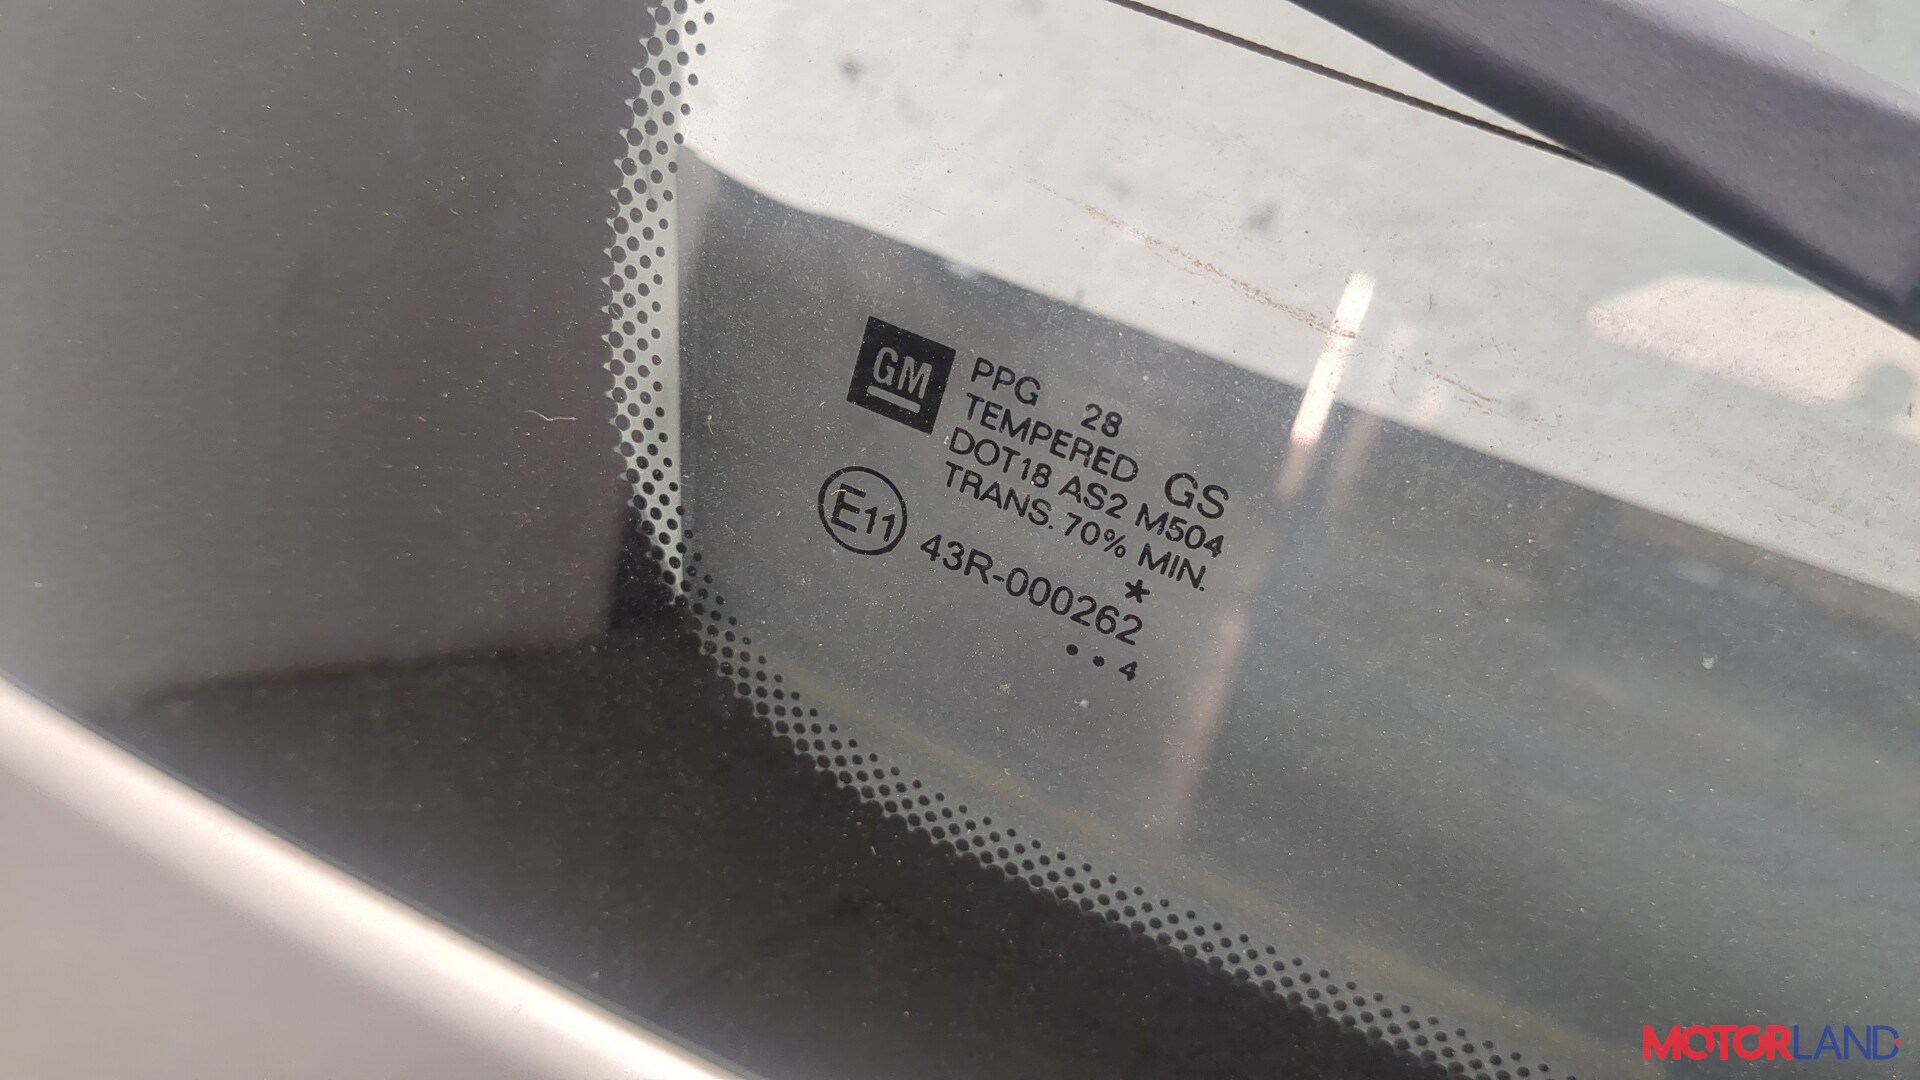 GM
PPG 28
TEMPERED GS
DOT18 AS2 M504
TRANS. 70% MIN.
*
E11 43R-000262
• • 4
MOTORLAND